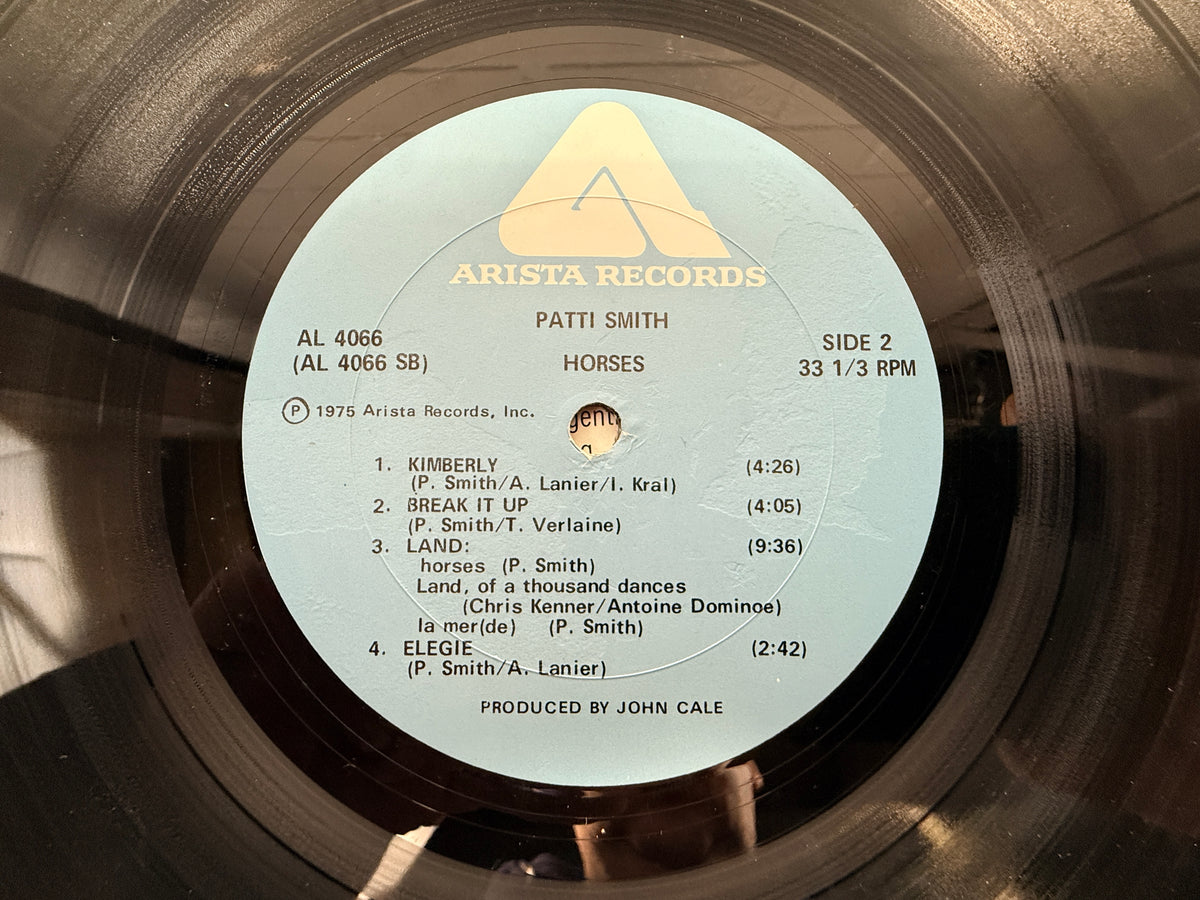 ARISTA RECORDS
PATTI SMITH
AL 4066
(AL 4066 SB)
HORSES
SIDE 2
33 1/3 RPM
Ⓟ 1975 Arista Records, Inc.
1. KIMBERLY (4:26)
(P. Smith/A. Lanier/I. Kral)
2. BREAK IT UP (4:05)
(P. Smith/T. Verlaine)
3. LAND: (9:36)
horses (P. Smith)
Land, of a thousand dances
(Chris Kenner/Antoine Dominoe)
la mer(de) (P. Smith)
4. ELEGIE (2:42)
(P. Smith/A. Lanier)
PRODUCED BY JOHN CALE